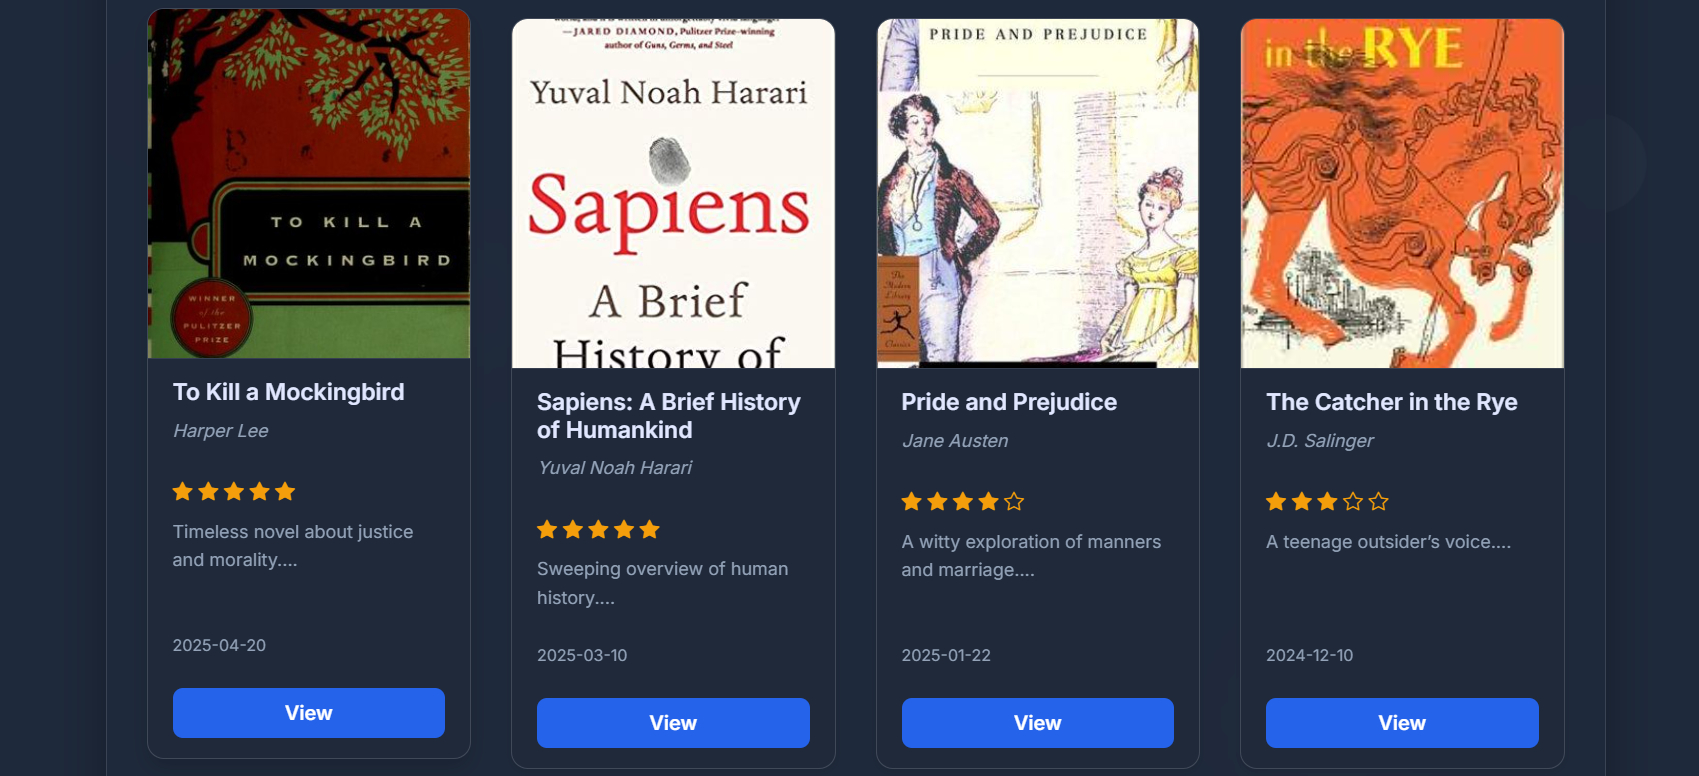 TO KILL A
MOCKINGBIRD
WINNER
of the
PULITZER
PRIZE
To Kill a Mockingbird
Harper Lee
Timeless novel about justice
and morality....
2025-04-20
View
—JARED DIAMOND, Pulitzer Prize–winning
author of Guns, Germs, and Steel
Yuval Noah Harari
Sapiens
A Brief
History of
Sapiens: A Brief History
of Humankind
Yuval Noah Harari
Sweeping overview of human
history....
2025-03-10
View
PRIDE AND PREJUDICE
The
Modern
Library
Classics
Pride and Prejudice
Jane Austen
A witty exploration of manners
and marriage....
2025-01-22
View
in the RYE
The Catcher in the Rye
J.D. Salinger
A teenage outsider’s voice....
2024-12-10
View